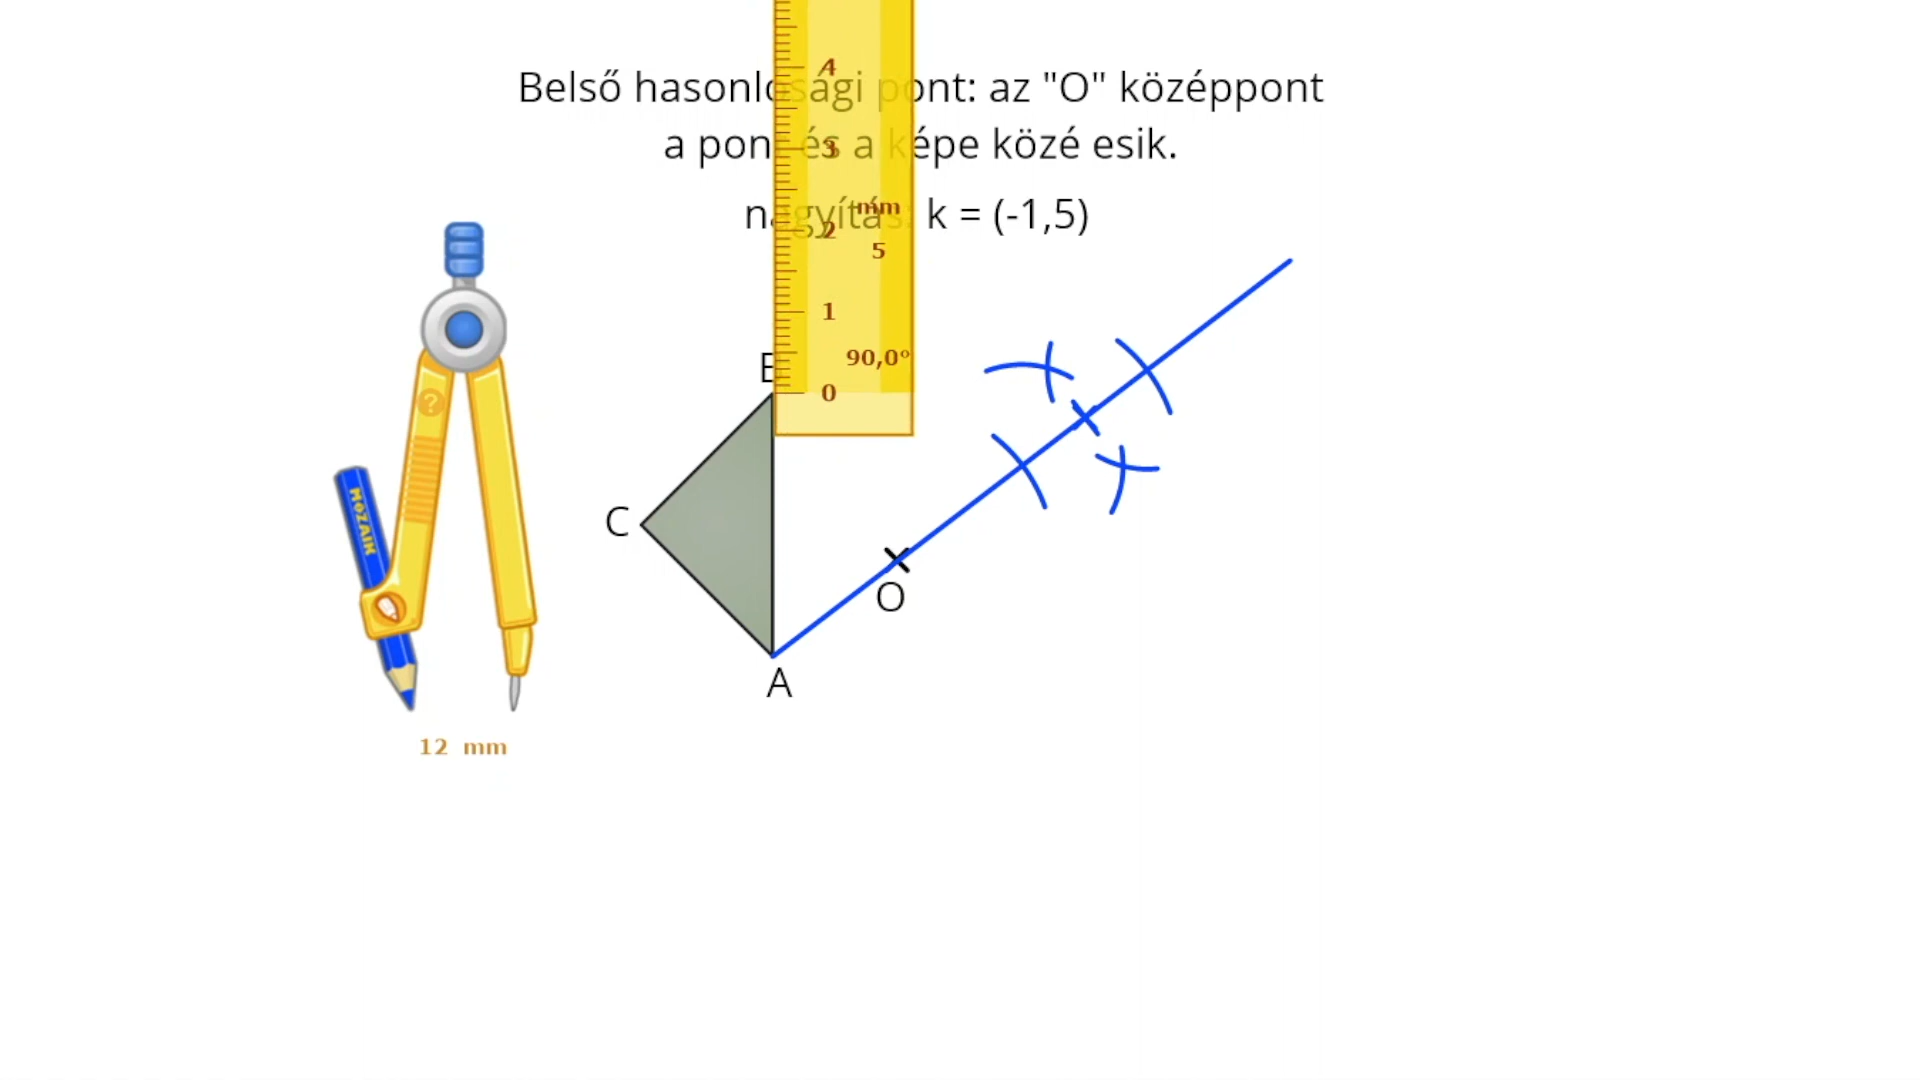 Belső hasonlósági pont: az "O" középpont
a pont és a képe közé esik.
nagyítás: k = (-1,5)
4
3
2
1
0
mm
5
90,0°
B
C
O
A
?
MOZAIK
12 mm